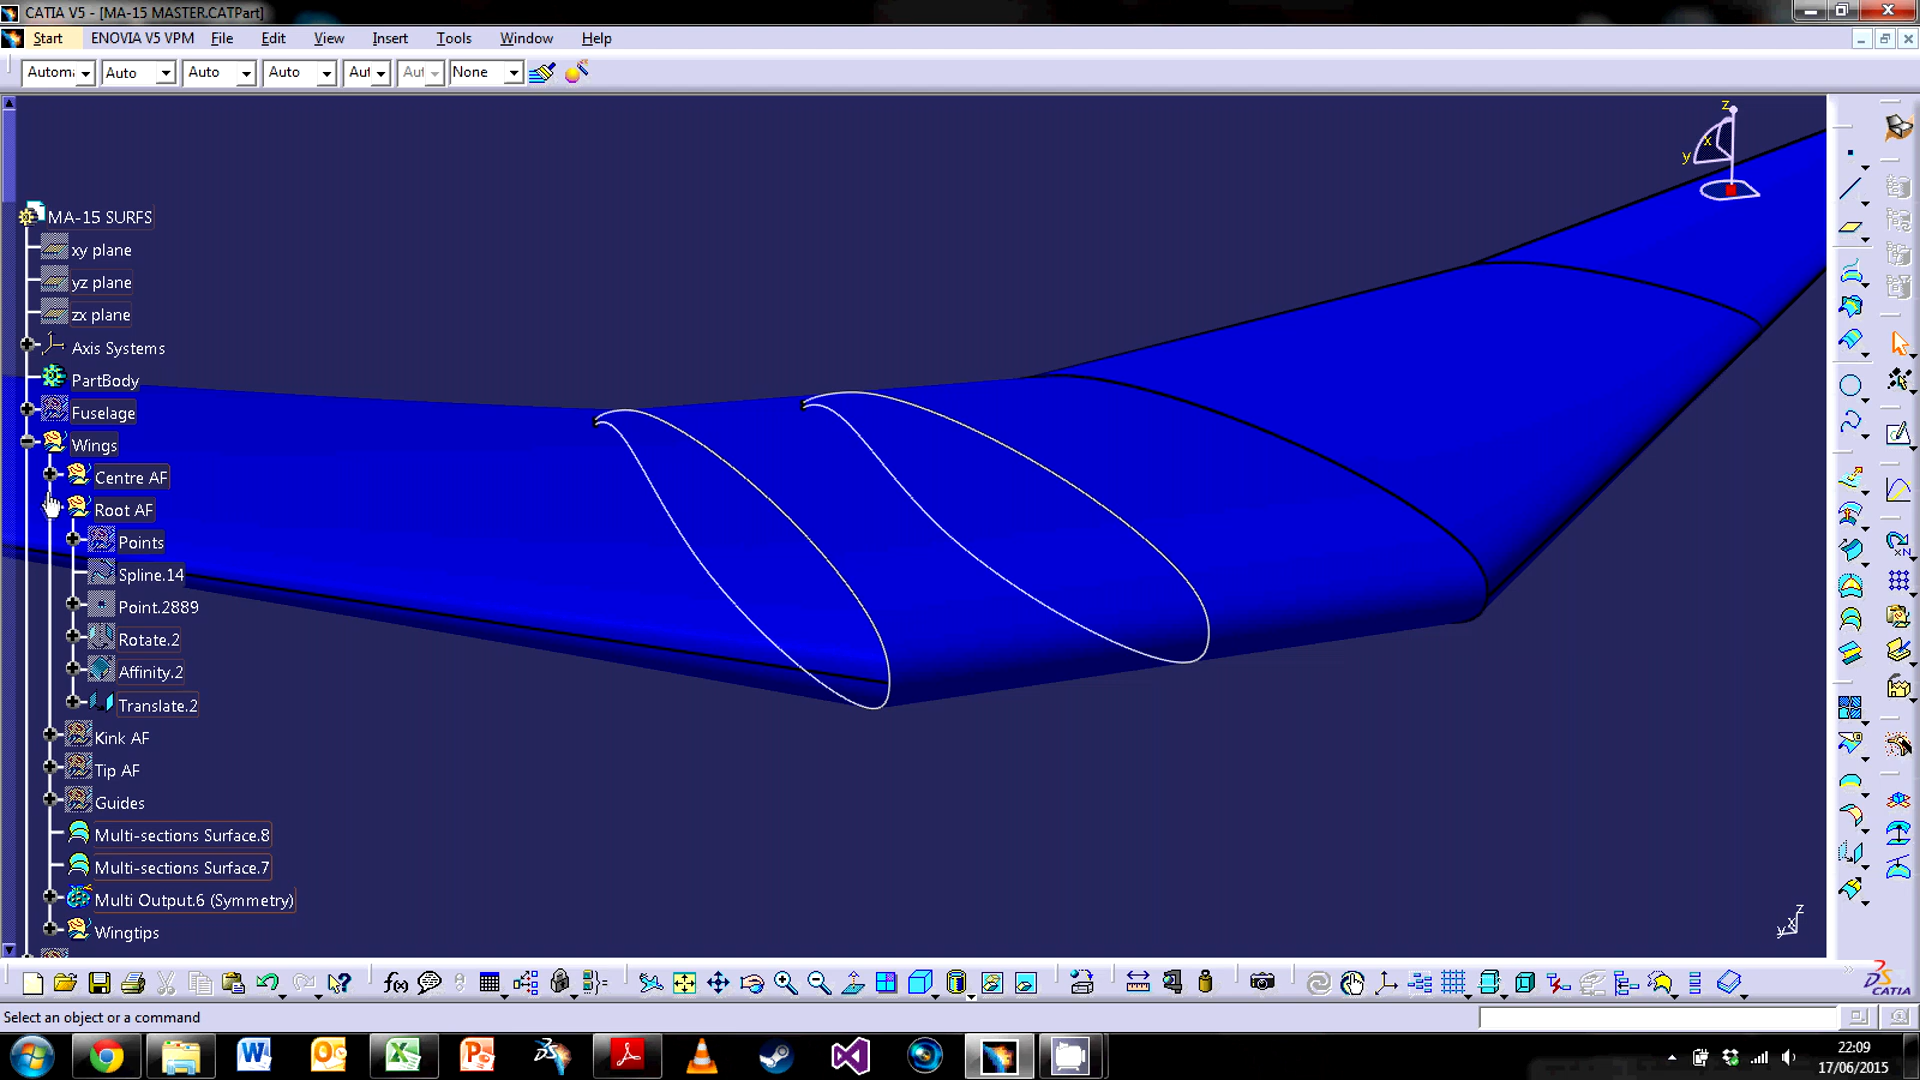 CATIA V5 - [MA-15 MASTER.CATPart]
Start ENOVIA V5 VPM File Edit View Insert Tools Window Help
Auto Auto Auto Aut Aut None
z
x
y
MA-15 SURFS
xy plane
yz plane
zx plane
Axis Systems
PartBody
Fuselage
Wings
Centre AF
Root AF
Points
Spline.14
Point.2889
Rotate.2
Affinity.2
Translate.2
Kink AF
Tip AF
Guides
Multi-sections Surface.8
Multi-sections Surface.7
Multi Output.6 (Symmetry)
Wingtips
z
x
y
f(x)
CATIA
Select an object or a command
22:09
17/06/2015